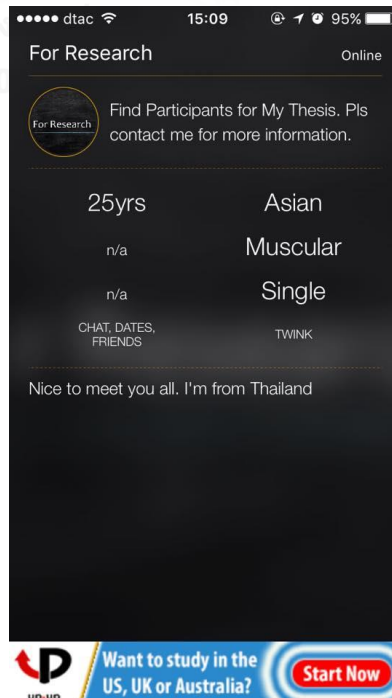 dtac 15:09 95%
For Research Online
For Research
Find Participants for My Thesis. Pls
contact me for more information.
25yrs Asian
n/a Muscular
n/a Single
CHAT, DATES,
FRIENDS
TWINK
Nice to meet you all. I'm from Thailand
Want to study in the
US, UK or Australia?
Start Now